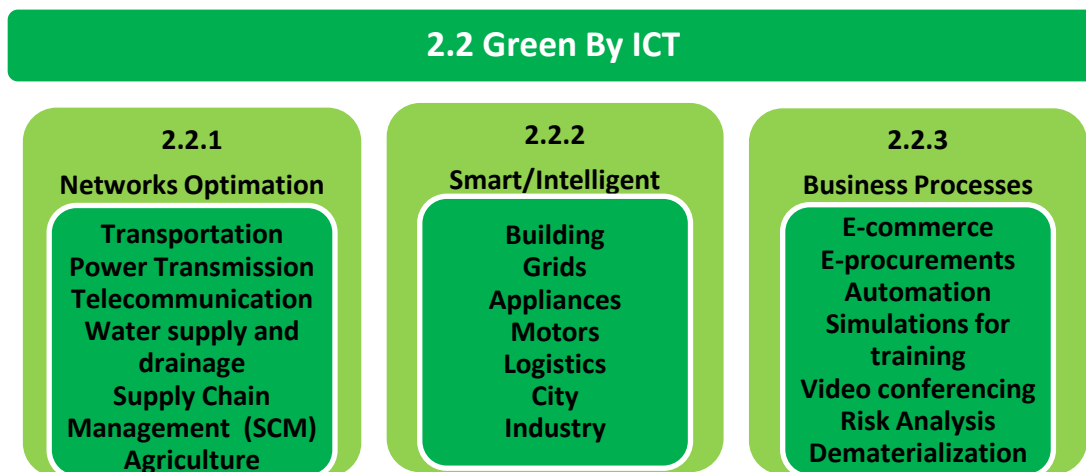 2.2 Green By ICT
2.2.1
Networks Optimation
Transportation
Power Transmission
Telecommunication
Water supply and
drainage
Supply Chain
Management (SCM)
Agriculture
2.2.2
Smart/Intelligent
Building
Grids
Appliances
Motors
Logistics
City
Industry
2.2.3
Business Processes
E-commerce
E-procurements
Automation
Simulations for
training
Video conferencing
Risk Analysis
Dematerialization